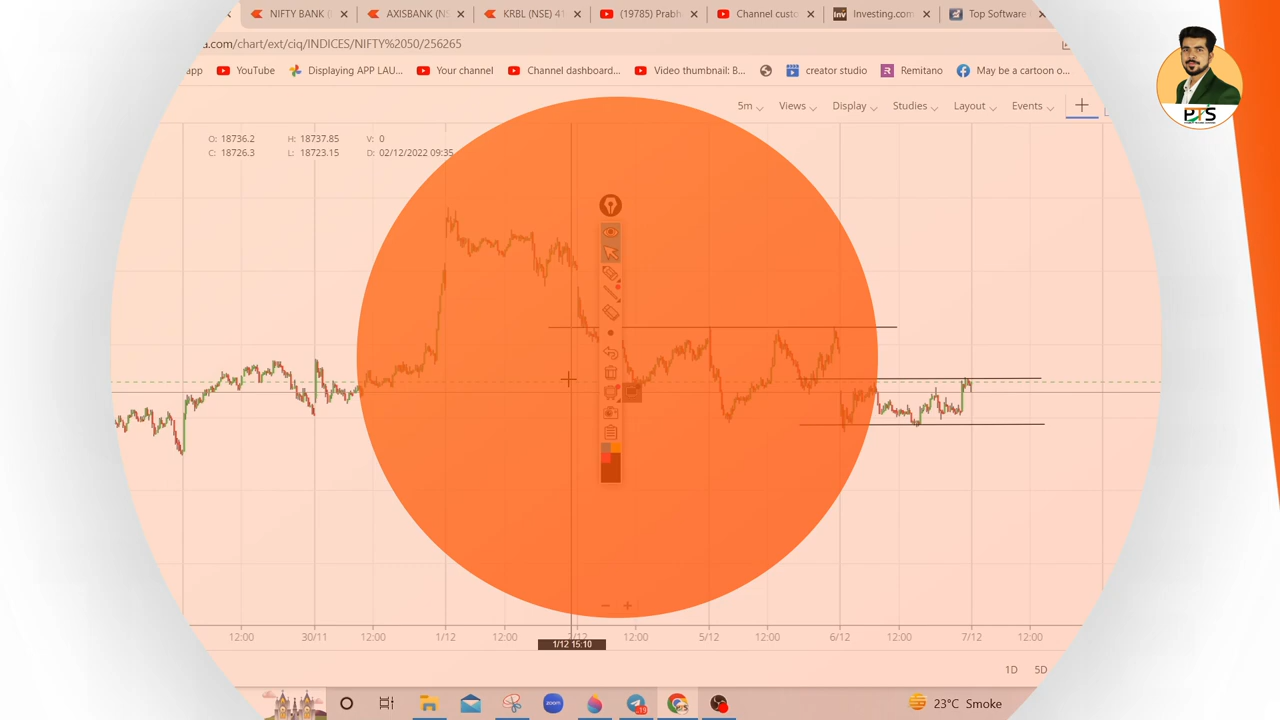 NIFTY BANK (
AXISBANK (N
KRBL (NSE) 41
(19785) Prabh
Channel custo
Inv Investing.com
Top Software
a.com/chart/ext/ciq/INDICES/NIFTY%2050/256265
app
YouTube
Displaying APP LAU...
Your channel
Channel dashboard...
Video thumbnail: B...
creator studio
Remitano
May be a cartoon o...
PTS
5m
Views
Display
Studies
Layout
Events
O: 18736.2 H: 18737.85 V: 0
C: 18726.3 L: 18723.15 D: 02/12/2022 09:35
12:00 30/11 12:00 1/12 12:00 12:00 5/12 12:00 6/12 12:00 7/12 12:00
1/12 15:10
1D 5D
zoom
23°C Smoke